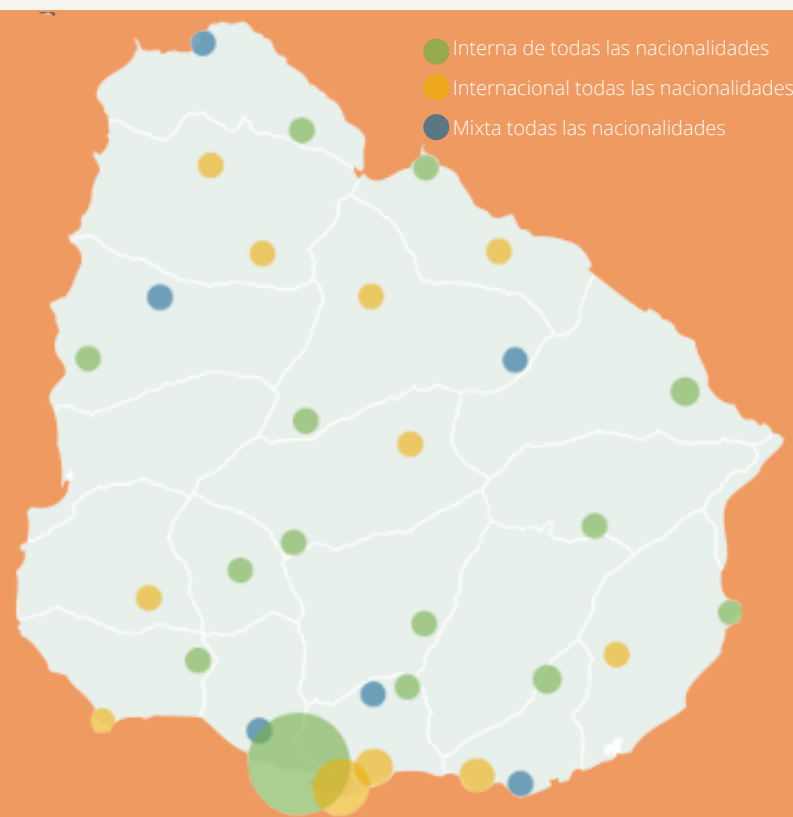 Interna de todas las nacionalidades
Internacional todas las nacionalidades
Mixta todas las nacionalidades